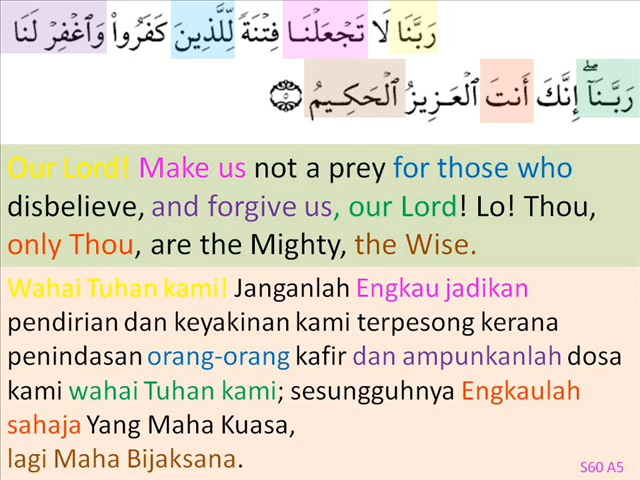 رَبَّنَا لَا تَجۡعَلۡنَا فِتۡنَةٗ لِّلَّذِينَ كَفَرُواْ وَٱغۡفِرۡ لَنَا
رَبَّنَآۖ إِنَّكَ أَنتَ ٱلۡعَزِيزُ ٱلۡحَكِيمُ ٥
Our Lord! Make us not a prey for those who
disbelieve, and forgive us, our Lord! Lo! Thou,
only Thou, are the Mighty, the Wise.
Wahai Tuhan kami! Janganlah Engkau jadikan
pendirian dan keyakinan kami terpesong kerana
penindasan orang-orang kafir dan ampunkanlah dosa
kami wahai Tuhan kami; sesungguhnya Engkaulah
sahaja Yang Maha Kuasa,
lagi Maha Bijaksana.
S60 A5